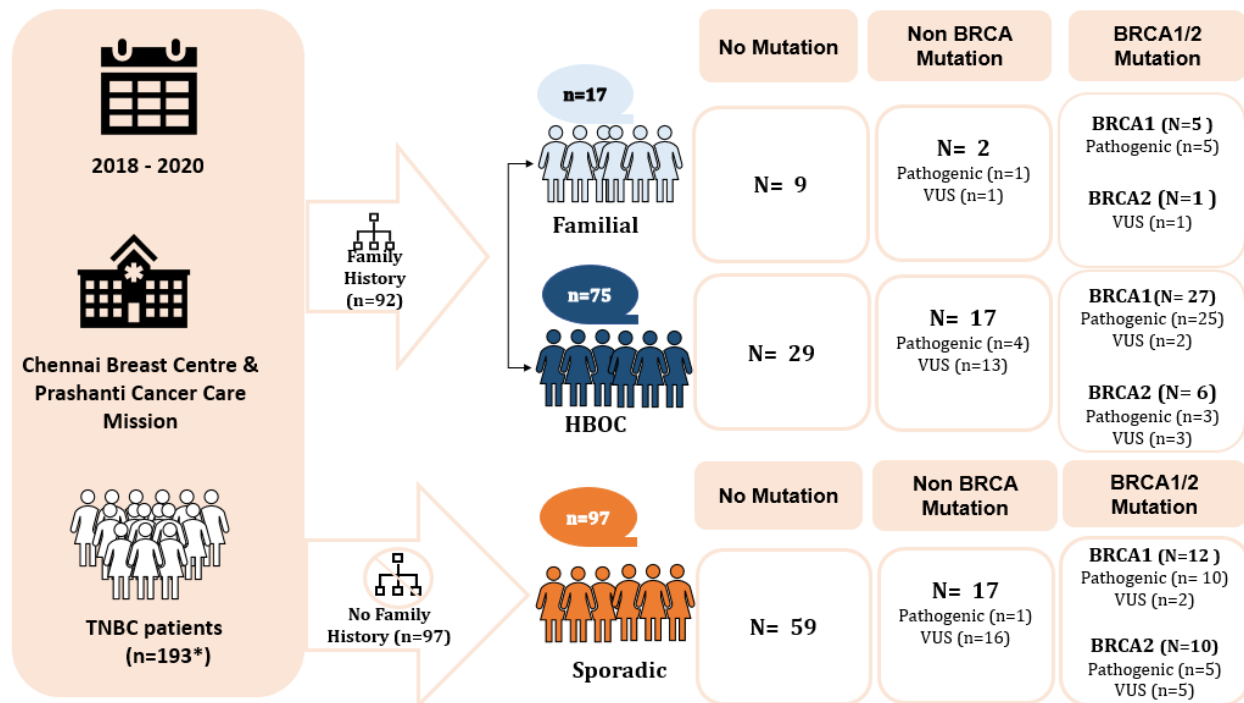 2018 - 2020
Chennai Breast Centre &
Prashanti Cancer Care
Mission
TNBC patients
(n=193*)
Family
History
(n=92)
No Family
History (n=97)
n=17
Familial
n=75
HBOC
No Mutation
Non BRCA
Mutation
BRCA1/2
Mutation
N= 9
N= 2
Pathogenic (n=1)
VUS (n=1)
BRCA1 (N=5 )
Pathogenic (n=5)
BRCA2 (N=1 )
VUS (n=1)
N= 29
N= 17
Pathogenic (n=4)
VUS (n=13)
BRCA1(N= 27)
Pathogenic (n=25)
VUS (n=2)
BRCA2 (N= 6)
Pathogenic (n=3)
VUS (n=3)
n=97
Sporadic
No Mutation
Non BRCA
Mutation
BRCA1/2
Mutation
N= 59
N= 17
Pathogenic (n=1)
VUS (n=16)
BRCA1 (N=12 )
Pathogenic (n= 10)
VUS (n=2)
BRCA2 (N=10)
Pathogenic (n=5)
VUS (n=5)